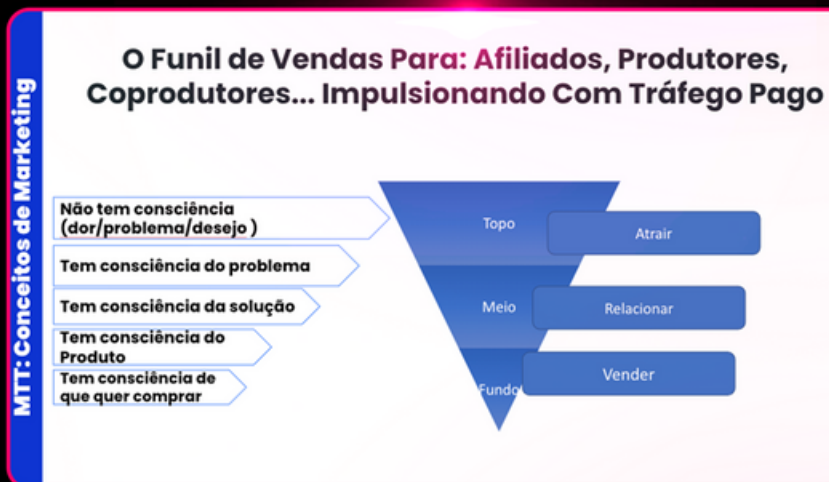 MTT: Conceitos de Marketing
O Funil de Vendas Para: Afiliados, Produtores,
Coprodutores... Impulsionando Com Tráfego Pago
Não tem consciência
(dor/problema/desejo )
Tem consciência do problema
Tem consciência da solução
Tem consciência do
Produto
Tem consciência de
que quer comprar
Topo
Atrair
Meio
Relacionar
Fundo
Vender